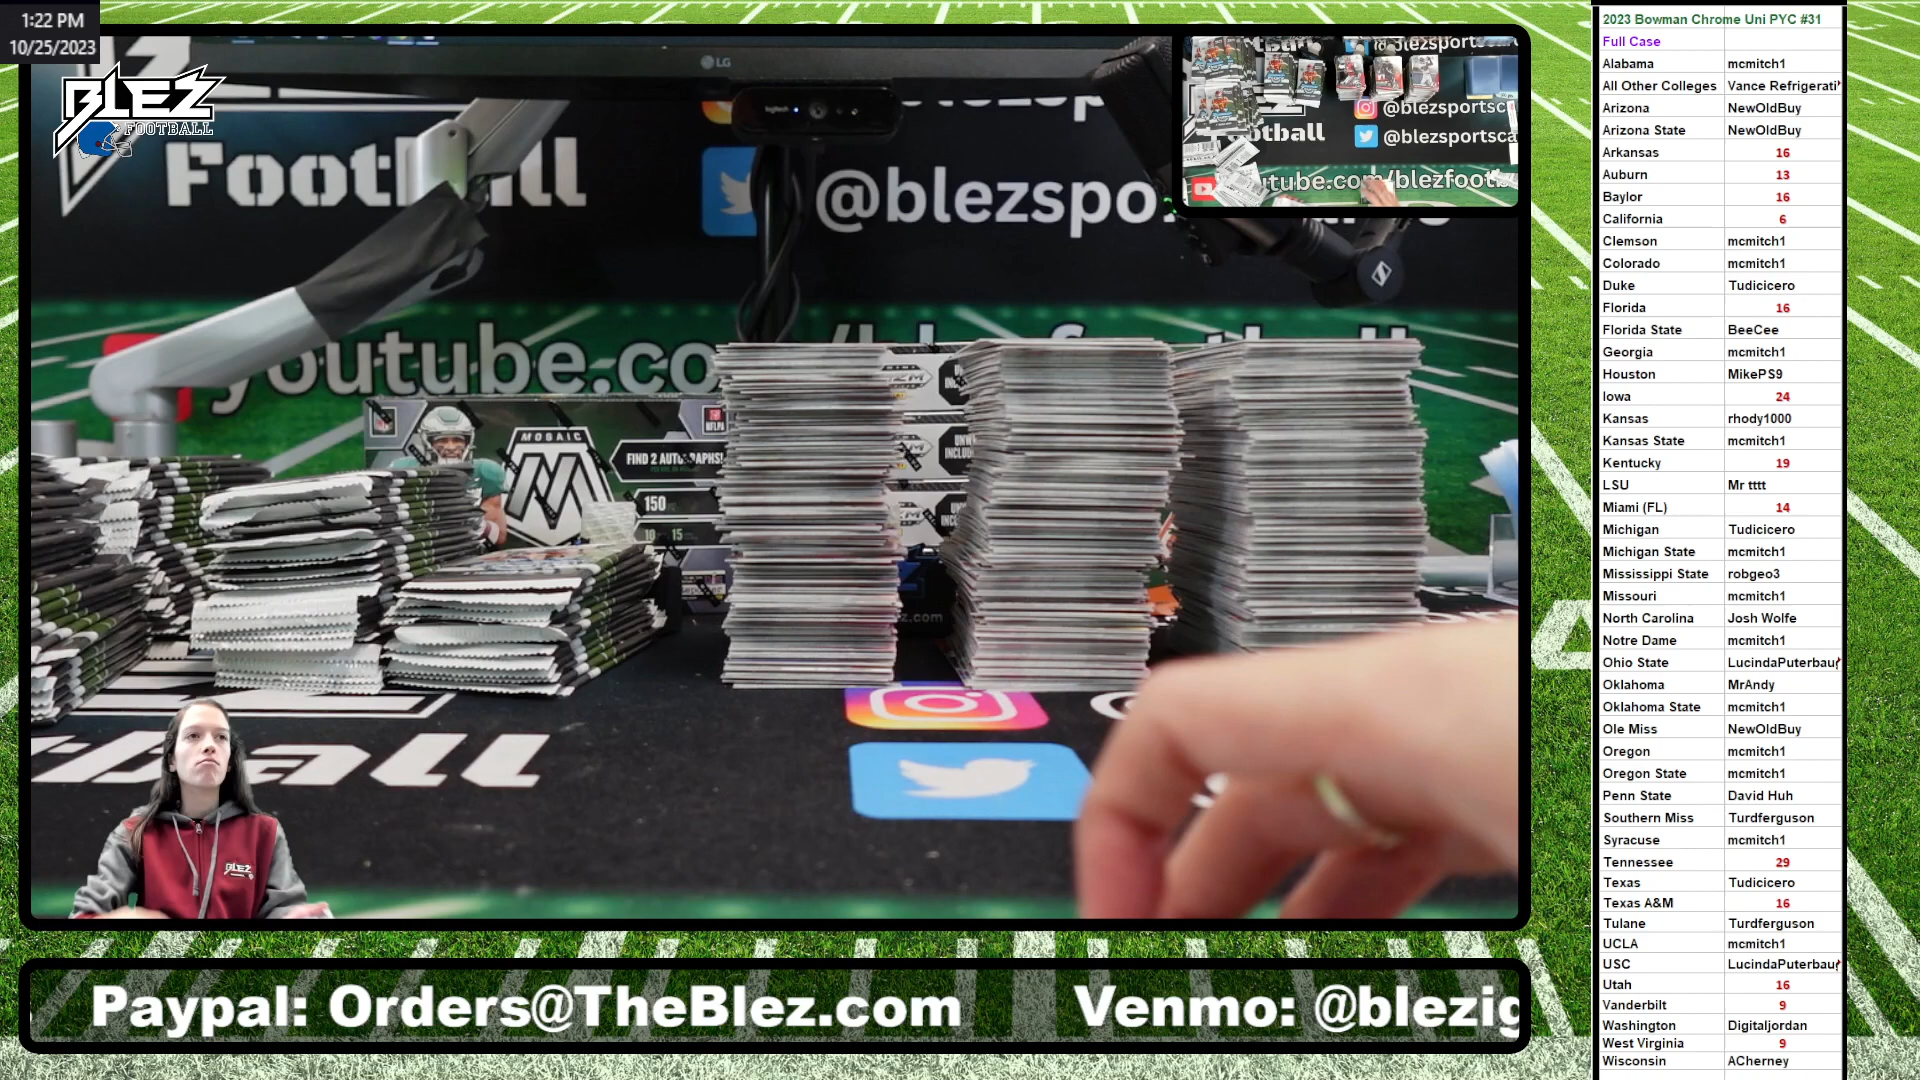 1:22 PM
10/25/2023
BLEZ
FOOTBALL
LG
logitech
Football
@blezspo
youtube.co
MOSAIC
FIND 2 AUTOGRAPHS!
150
10
15
NFLPA
BLEZ
@blezsportsca
@blezsportsca
Paypal: Orders@TheBlez.com
Venmo: @blezig
2023 Bowman Chrome Uni PYC #31
Full Case
Alabama mcmitch1
All Other Colleges Vance Refrigerati
Arizona NewOldBuy
Arizona State NewOldBuy
Arkansas 16
Auburn 13
Baylor 16
California 6
Clemson mcmitch1
Colorado mcmitch1
Duke Tudicicero
Florida 16
Florida State BeeCee
Georgia mcmitch1
Houston MikePS9
Iowa 24
Kansas rhody1000
Kansas State mcmitch1
Kentucky 19
LSU Mr tttt
Miami (FL) 14
Michigan Tudicicero
Michigan State mcmitch1
Mississippi State robgeo3
Missouri mcmitch1
North Carolina Josh Wolfe
Notre Dame mcmitch1
Ohio State LucindaPuterbau
Oklahoma MrAndy
Oklahoma State mcmitch1
Ole Miss NewOldBuy
Oregon mcmitch1
Oregon State mcmitch1
Penn State David Huh
Southern Miss Turdferguson
Syracuse mcmitch1
Tennessee 29
Texas Tudicicero
Texas A&M 16
Tulane Turdferguson
UCLA mcmitch1
USC LucindaPuterbau
Utah 16
Vanderbilt 9
Washington Digitaljordan
West Virginia 9
Wisconsin ACherney